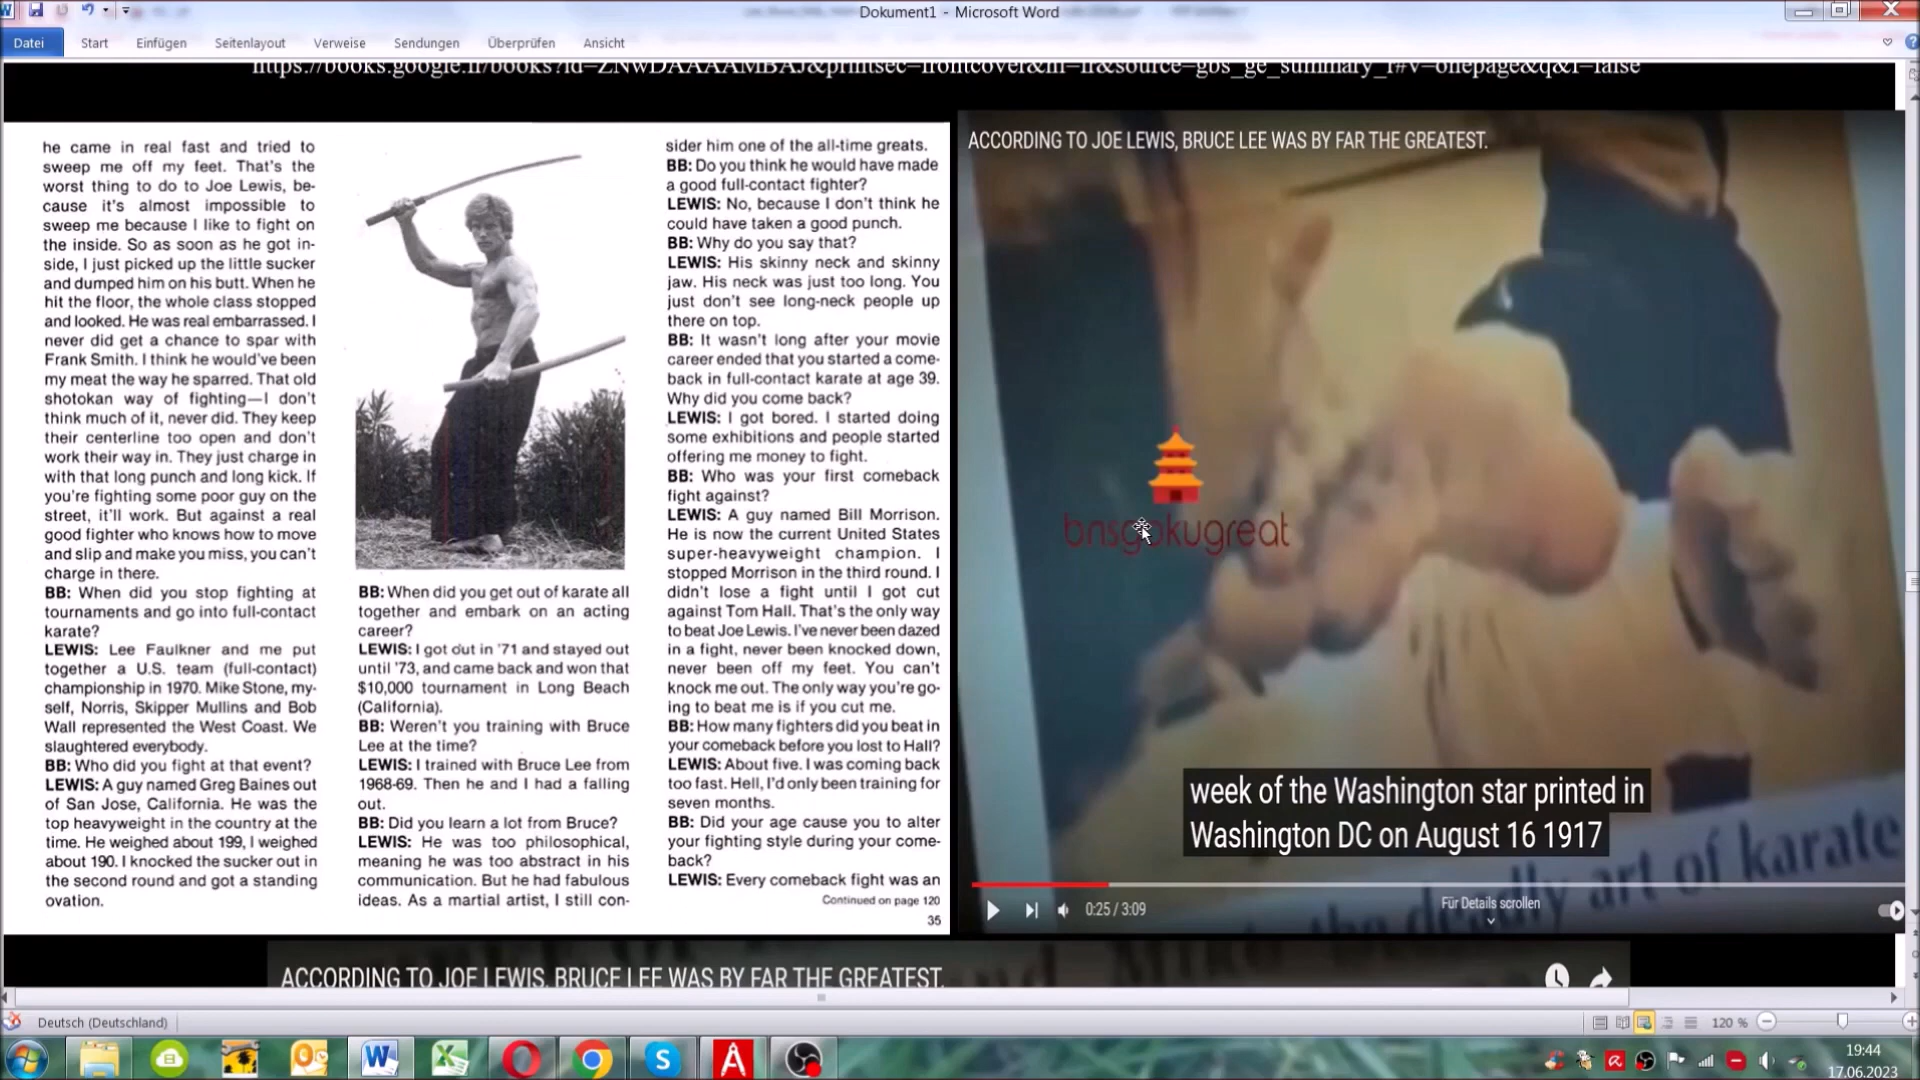 Dokument1 - Microsoft Word
Datei Start Einfügen Seitenlayout Verweise Sendungen Überprüfen Ansicht
https://books.google.fr/books?id=ZNwDAAAAMBAJ&printsec=frontcover&hl=fr&source=gbs_ge_summary_r#v=onepage&q&f=false
he came in real fast and tried to
sweep me off my feet. That's the
worst thing to do to Joe Lewis, be-
cause it's almost impossible to
sweep me because I like to fight on
the inside. So as soon as he got in-
side, I just picked up the little sucker
and dumped him on his butt. When he
hit the floor, the whole class stopped
and looked. He was real embarrassed. I
never did get a chance to spar with
Frank Smith. I think he would've been
my meat the way he sparred. That old
shotokan way of fighting—I don't
think much of it, never did. They keep
their centerline too open and don't
work their way in. They just charge in
with that long punch and long kick. If
you're fighting some poor guy on the
street, it'll work. But against a real
good fighter who knows how to move
and slip and make you miss, you can't
charge in there.
BB: When did you stop fighting at
tournaments and go into full-contact
karate?
LEWIS: Lee Faulkner and me put
together a U.S. team (full-contact)
championship in 1970. Mike Stone, my-
self, Norris, Skipper Mullins and Bob
Wall represented the West Coast. We
slaughtered everybody.
BB: Who did you fight at that event?
LEWIS: A guy named Greg Baines out
of San Jose, California. He was the
top heavyweight in the country at the
time. He weighed about 199, I weighed
about 190. I knocked the sucker out in
the second round and got a standing
ovation.
BB: When did you get out of karate all
together and embark on an acting
career?
LEWIS: I got out in '71 and stayed out
until '73, and came back and won that
$10,000 tournament in Long Beach
(California).
BB: Weren't you training with Bruce
Lee at the time?
LEWIS: I trained with Bruce Lee from
1968-69. Then he and I had a falling
out.
BB: Did you learn a lot from Bruce?
LEWIS: He was too philosophical,
meaning he was too abstract in his
communication. But he had fabulous
ideas. As a martial artist, I still con-
sider him one of the all-time greats.
BB: Do you think he would have made
a good full-contact fighter?
LEWIS: No, because I don't think he
could have taken a good punch.
BB: Why do you say that?
LEWIS: His skinny neck and skinny
jaw. His neck was just too long. You
just don't see long-neck people up
there on top.
BB: It wasn't long after your movie
career ended that you started a come-
back in full-contact karate at age 39.
Why did you come back?
LEWIS: I got bored. I started doing
some exhibitions and people started
offering me money to fight.
BB: Who was your first comeback
fight against?
LEWIS: A guy named Bill Morrison.
He is now the current United States
super-heavyweight champion. I
stopped Morrison in the third round. I
didn't lose a fight until I got cut
against Tom Hall. That's the only way
to beat Joe Lewis. I've never been dazed
in a fight, never been knocked down,
never been off my feet. You can't
knock me out. The only way you're go-
ing to beat me is if you cut me.
BB: How many fighters did you beat in
your comeback before you lost to Hall?
LEWIS: About five. I was coming back
too fast. Hell, I'd only been training for
seven months.
BB: Did your age cause you to alter
your fighting style during your come-
back?
LEWIS: Every comeback fight was an
Continued on page 120
35
ACCORDING TO JOE LEWIS, BRUCE LEE WAS BY FAR THE GREATEST.
bnsgokugreat
week of the Washington star printed in
Washington DC on August 16 1917
the deadly art of karate
0:25 / 3:09
Für Details scrollen
ACCORDING TO JOE LEWIS, BRUCE LEE WAS BY FAR THE GREATEST.
Deutsch (Deutschland)
120 %
19:44
17.06.2023